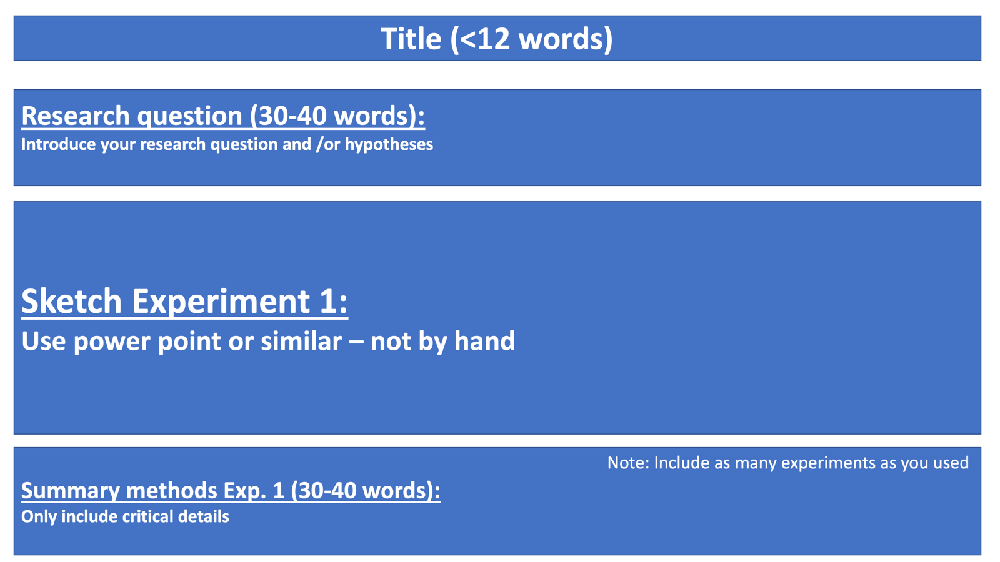 Title (<12 words)
Research question (30-40 words):
Introduce your research question and /or hypotheses
Sketch Experiment 1:
Use power point or similar – not by hand
Note: Include as many experiments as you used
Summary methods Exp. 1 (30-40 words):
Only include critical details